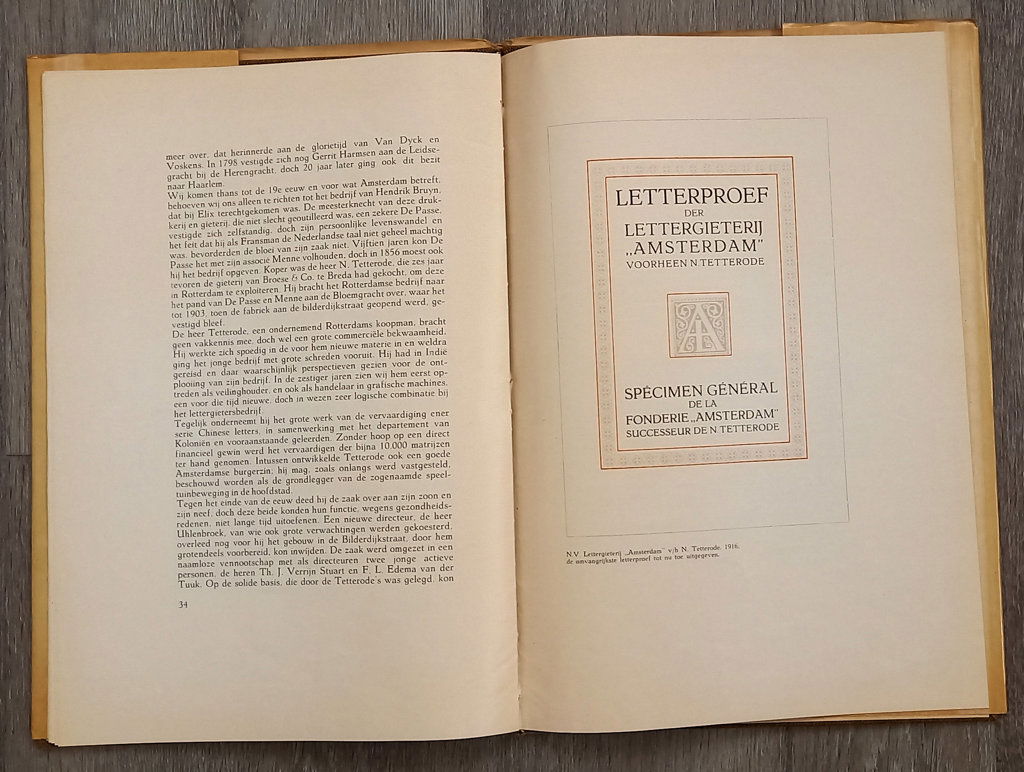 meer over, dat herinnerde aan de glorietijd van Van Dyck en
Voskens. In 1798 vestigde zich nog Gerrit Harmsen aan de Leidse-
gracht bij de Herengracht, doch 20 jaar later ging ook dit bezit
naar Haarlem.
Wij komen thans tot de 19e eeuw en voor wat Amsterdam betreft,
behoeven wij ons alleen te richten tot het bedrijf van Hendrik Bruyn,
dat bij Elix terechtgekomen was. De meesterknecht van deze druk-
kerij en gieterij, die niet slecht geoutilleerd was, een zekere De Passe,
vestigde zich zelfstandig, doch zijn persoonlijke levenswandel en
het feit dat hij als Fransman de Nederlandse taal niet geheel machtig
was, bevorderden de bloei van zijn zaak niet. Vijftien jaren kon De
Passe het met zijn associé Menne volhouden, doch in 1856 moest ook
hij het bedrijf opgeven. Koper was de heer N. Tetterode, die zes jaar
tevoren de gieterij van Broese & Co. te Breda had gekocht, om deze
in Rotterdam te exploiteren. Hij bracht het Rotterdamse bedrijf naar
het pand van De Passe en Menne aan de Bloemgracht over, waar het
tot 1903, toen de fabriek aan de bilderdijkstraat geopend werd, ge-
vestigd bleef.
De heer Tetterode, een ondernemend Rotterdams koopman, bracht
geen vakkennis mee, doch wel een grote commerciële bekwaamheid.
Hij werkte zich spoedig in de voor hem nieuwe materie in en weldra
ging het jonge bedrijf met grote schreden vooruit. Hij had in Indië
gereisd en daar waarschijnlijk perspectieven gezien voor de ont-
plooiing van zijn bedrijf. In de zestiger jaren zien wij hem eerst op-
treden als veilinghouder, en ook als handelaar in grafische machines,
een voor die tijd nieuwe, doch in wezen zeer logische combinatie bij
het lettergietersbedrijf.
Tegelijk onderneemt hij het grote werk van de vervaardiging ener
serie Chinese letters, in samenwerking met het departement van
Koloniën en vooraanstaande geleerden. Zonder hoop op een direct
financieel gewin werd het vervaardigen der bijna 10.000 matrijzen
ter hand genomen. Intussen ontwikkelde Tetterode ook een goede
Amsterdamse burgerzin; hij mag, zoals onlangs werd vastgesteld,
beschouwd worden als de grondlegger van de zogenaamde speel-
tuinbeweging in de hoofdstad.
Tegen het einde van de eeuw deed hij de zaak over aan zijn zoon en
zijn neef, doch deze beide konden hun functie, wegens gezondheids-
redenen, niet lange tijd uitoefenen. Een nieuwe directeur, de heer
Uhlenbroek, van wie ook grote verwachtingen werden gekoesterd,
overleed nog voor hij het gebouw in de Bilderdijkstraat, door hem
grotendeels voorbereid, kon inwijden. De zaak werd omgezet in een
naamloze vennootschap met als directeuren twee jonge actieve
personen, de heren Th. J. Verrijn Stuart en F. L. Edema van der
Tuuk. Op de solide basis, die door de Tetterode's was gelegd, kon
34
LETTERPROEF
DER
LETTERGIETERIJ
„AMSTERDAM"
VOORHEEN N. TETTERODE
LA
SPÉCIMEN GÉNÉRAL
DE LA
FONDERIE „AMSTERDAM"
SUCCESSEUR DE N. TETTERODE
N.V. Lettergieterij „Amsterdam" v/h N. Tetterode, 1916,
de omvangrijkste letterproef tot nu toe uitgegeven.